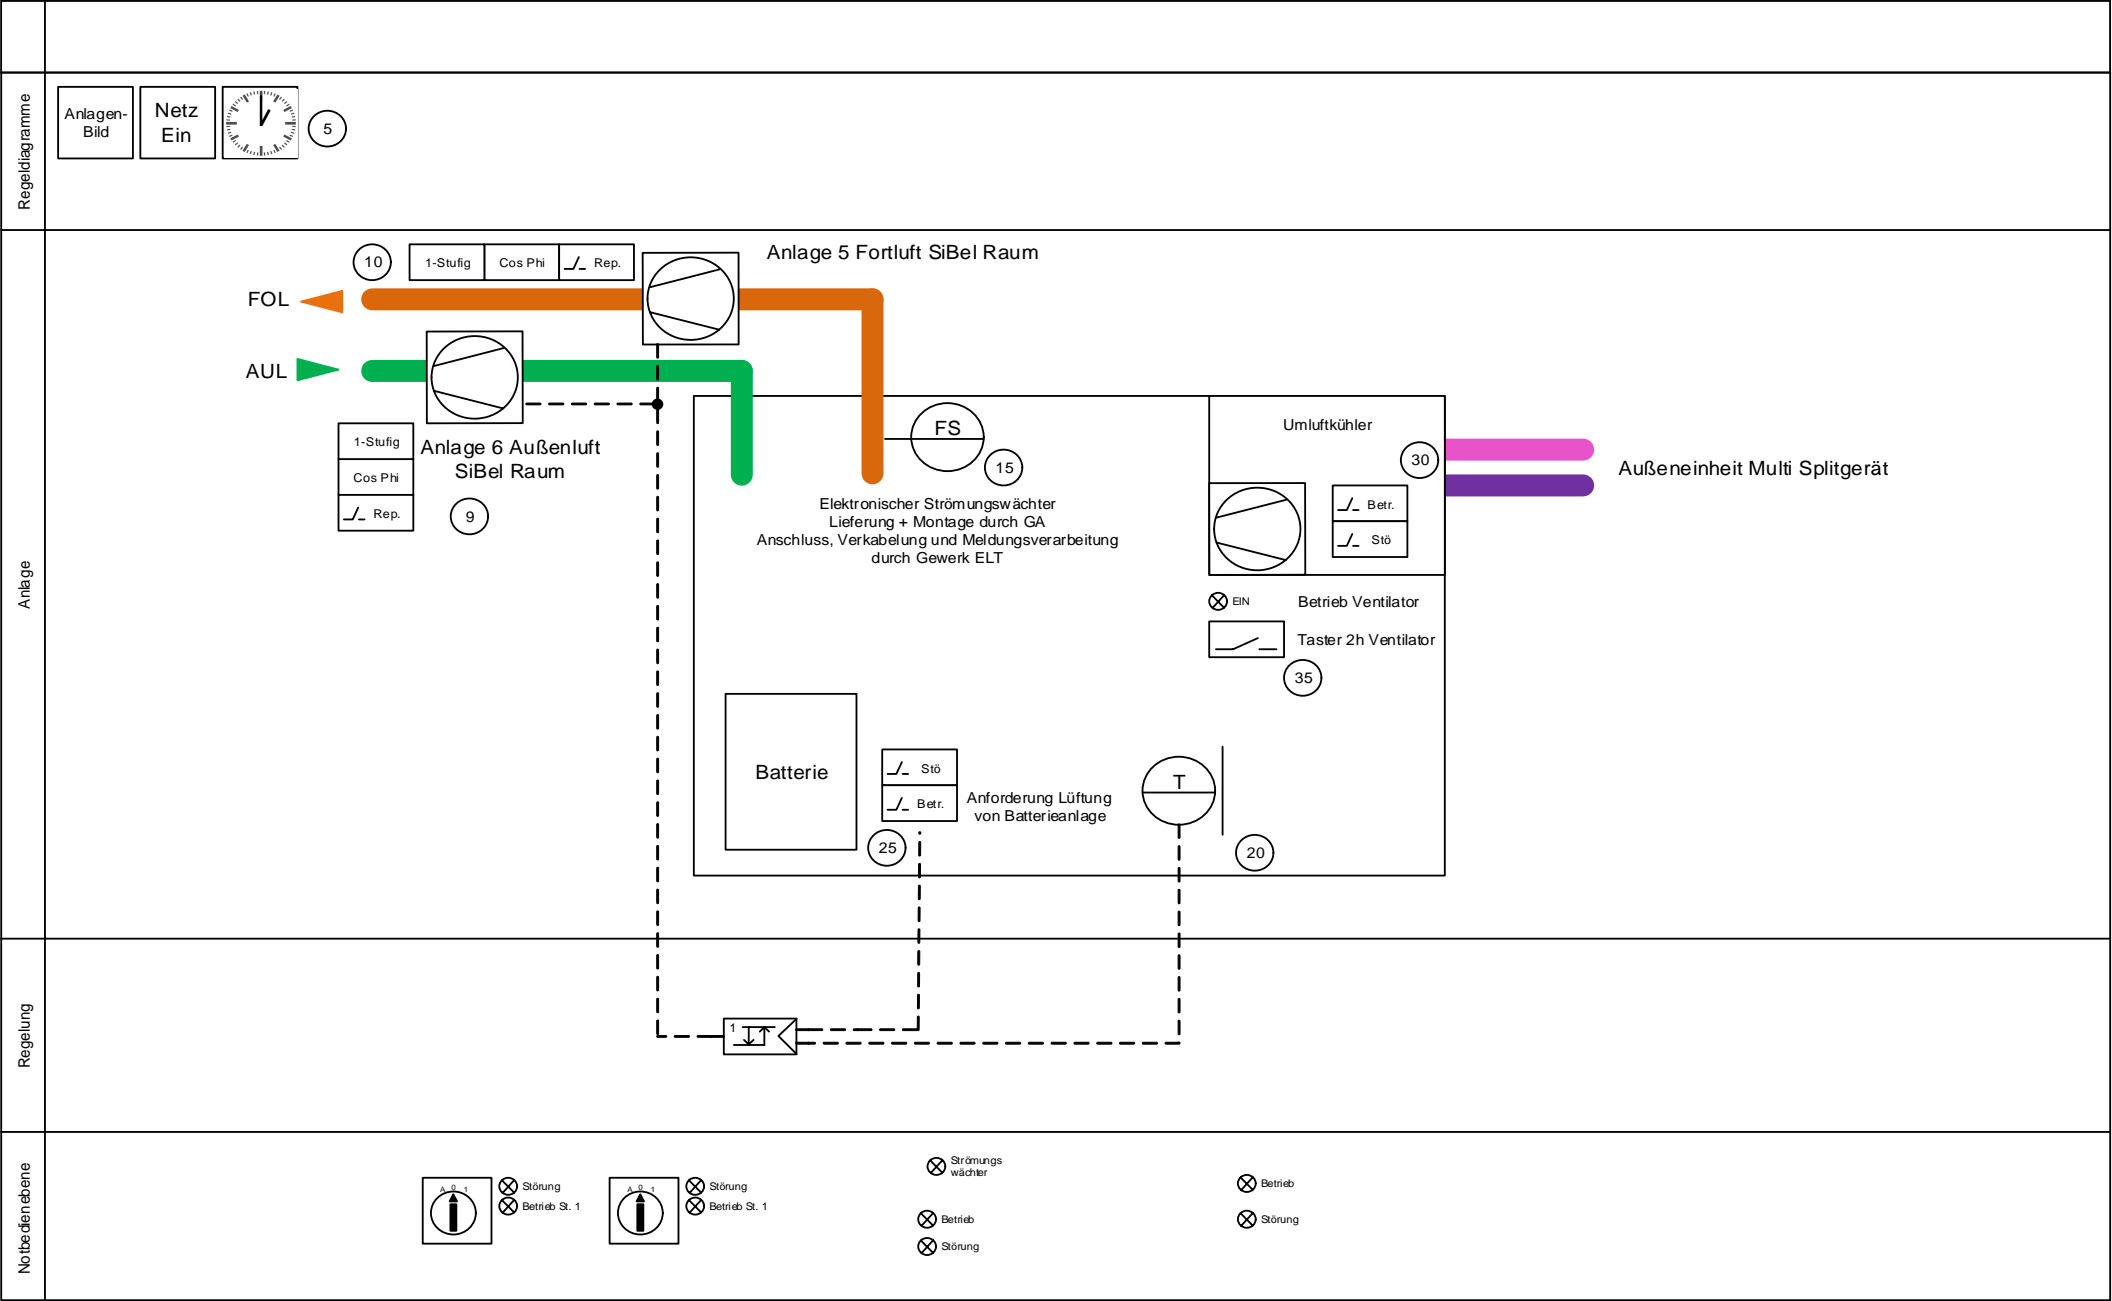 Regeldiagramme
Anlagen-
Bild
Netz
Ein
5
Anlage
10
1-Stufig
Cos Phi
Rep.
Anlage 5 Fortluft SiBel Raum
FOL
AUL
1-Stufig
Cos Phi
Rep.
Anlage 6 Außenluft
SiBel Raum
9
FS
15
Elektronischer Strömungswächter
Lieferung + Montage durch GA
Anschluss, Verkabelung und Meldungsverarbeitung
durch Gewerk ELT
Umluftkühler
30
Betr.
Stö
Außeneinheit Multi Splitgerät
EIN
Betrieb Ventilator
Taster 2h Ventilator
35
Batterie
Stö
Betr.
Anforderung Lüftung
von Batterieanlage
25
T
20
Regelung
1
Notbedienebene
A 0 1
Störung
Betrieb St. 1
A 0 1
Störung
Betrieb St. 1
Strömungs
wächter
Betrieb
Störung
Betrieb
Störung